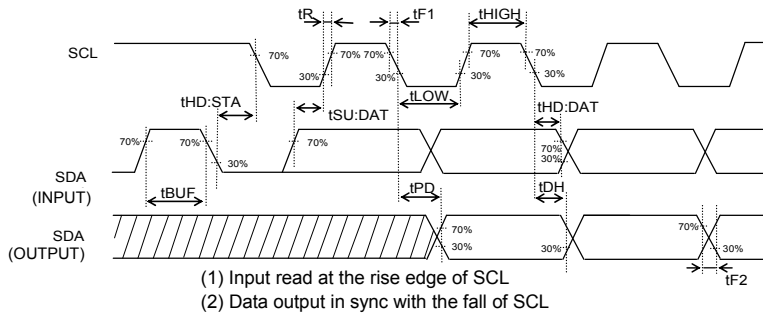 tR tF1 tHIGH
SCL 70% 70% 70% 70% 70%
30% 30% 30% 30%
tHD:STA tLOW
tSU:DAT tHD:DAT
70% 70% 70% 70%
30% 30%
SDA
(INPUT) tBUF tPD tDH
SDA
(OUTPUT) 70% 70%
30% 30% 30%
tF2
(1) Input read at the rise edge of SCL
(2) Data output in sync with the fall of SCL